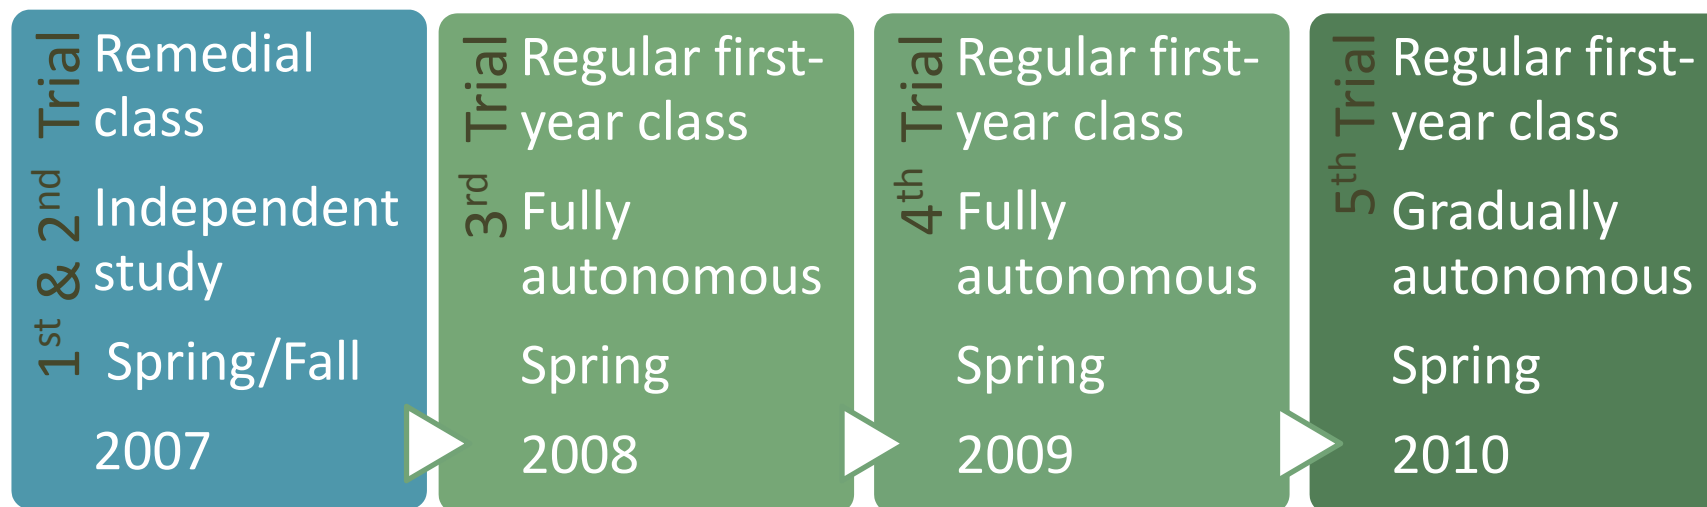 1st & 2nd Trial
Remedial
class
Independent
study
Spring/Fall
2007
3rd Trial
Regular first-
year class
Fully
autonomous
Spring
2008
4th Trial
Regular first-
year class
Fully
autonomous
Spring
2009
5th Trial
Regular first-
year class
Gradually
autonomous
Spring
2010